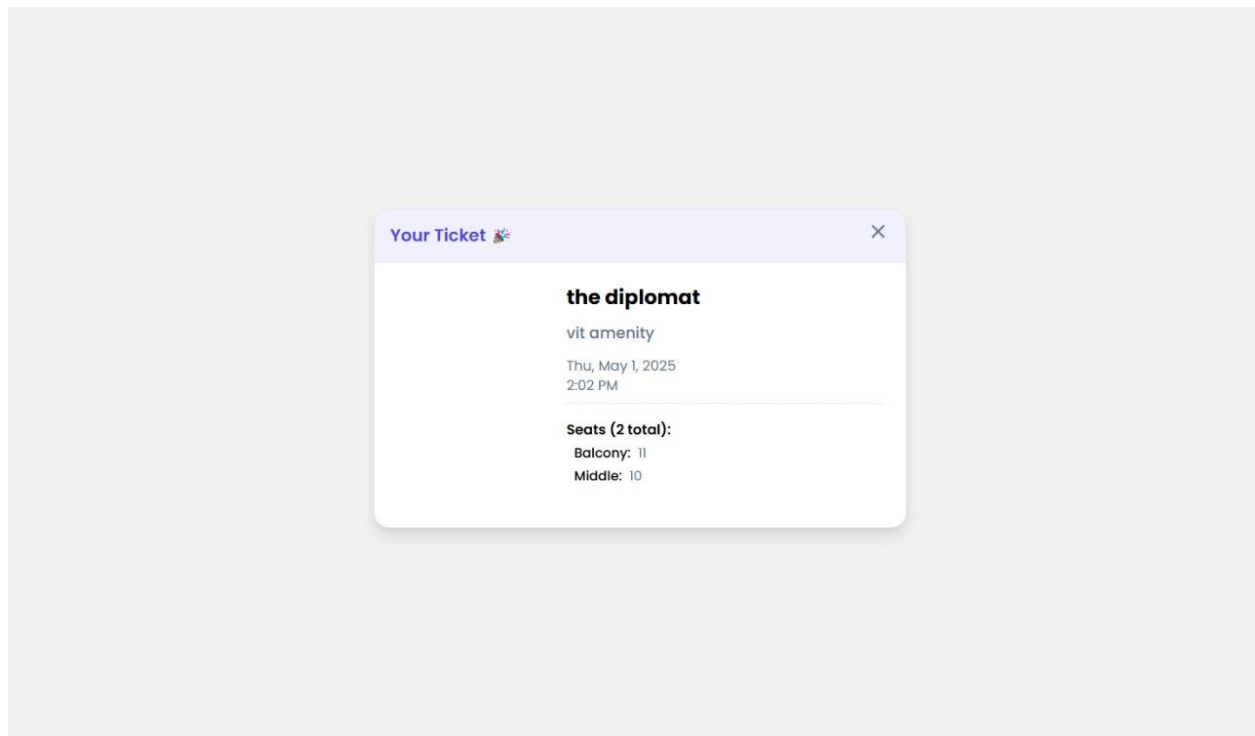 Your Ticket 🎉
the diplomat
vit amenity
Thu, May 1, 2025
2:02 PM
Seats (2 total):
Balcony: 11
Middle: 10